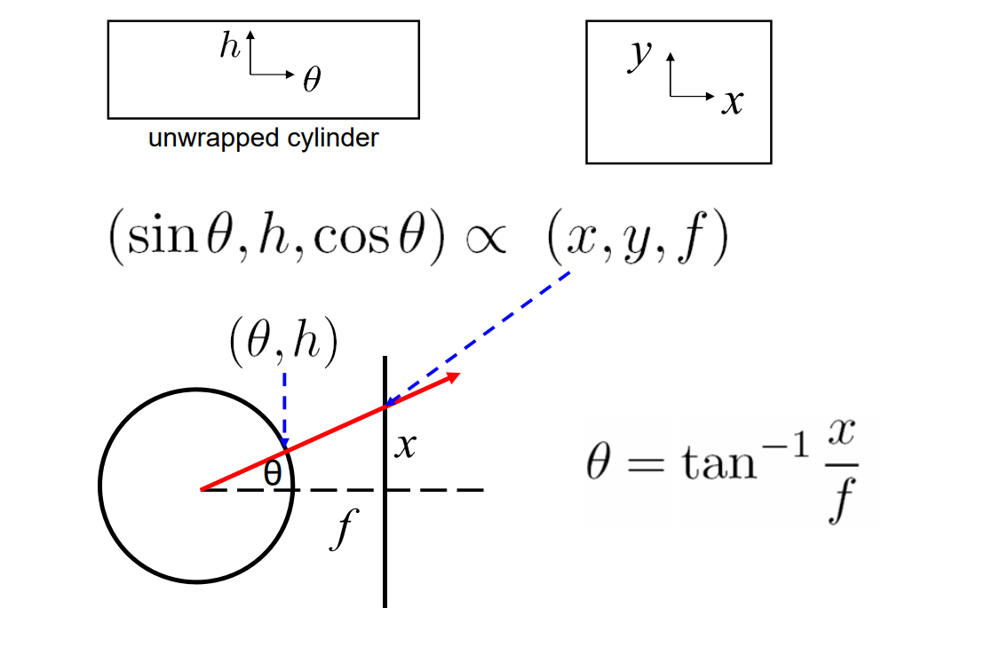 h
θ
unwrapped cylinder
y
x
(sin θ, h, cos θ) ∝ (x, y, f)
(θ, h)
θ
x
f
θ = tan⁻¹ x/f